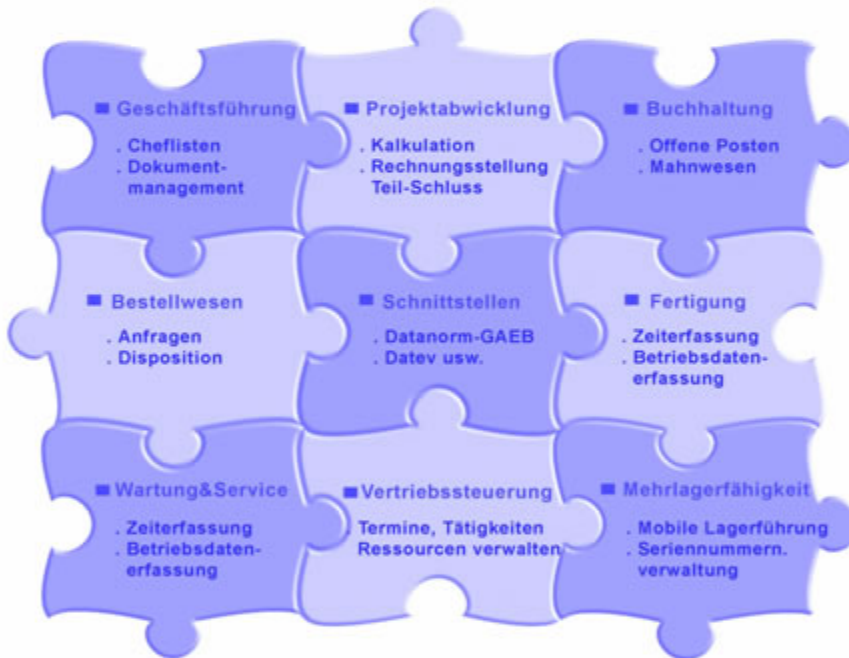 ■ Geschäftsführung
. Cheflisten
. Dokument-
management
■ Projektabwicklung
. Kalkulation
. Rechnungsstellung
Teil-Schluss
■ Buchhaltung
. Offene Posten
. Mahnwesen
■ Bestellwesen
. Anfragen
. Disposition
■ Schnittstellen
. Datanorm-GAEB
. Datev usw.
■ Fertigung
. Zeiterfassung
. Betriebsdaten-
erfassung
■ Wartung&Service
. Zeiterfassung
. Betriebsdaten-
erfassung
■ Vertriebssteuerung
. Termine, Tätigkeiten
Ressourcen verwalten
■ Mehrlagerfähigkeit
. Mobile Lagerführung
. Seriennummern.
verwaltung